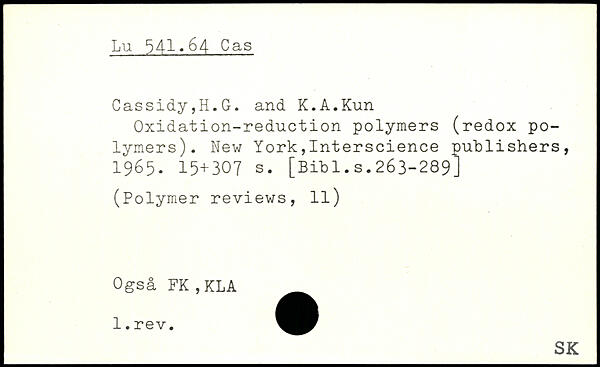 Lu 541.64 Cas
Cassidy,H.G. and K.A.Kun
Oxidation-reduction polymers (redox po-
lymers). New York,Interscience publishers,
1965. 15+307 s. [Bibl.s.263-289]
(Polymer reviews, 11)
Også FK,KLA
1.rev.
SK